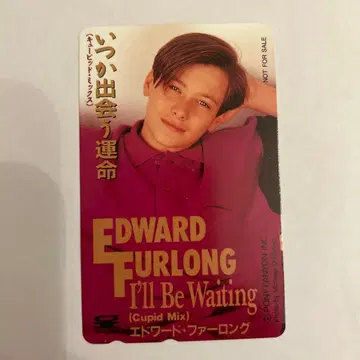 いつか出会う運命
(キューピッド・ミックス)
NOT FOR SALE
EDWARD
FURLONG
I'll Be Waiting
(Cupid Mix)
エドワード・ファーロング